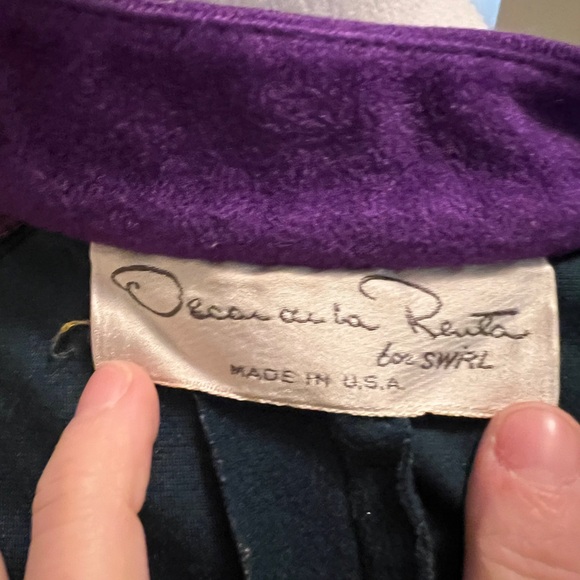 Oscar de la Renta
for SWIRL
MADE IN U.S.A.